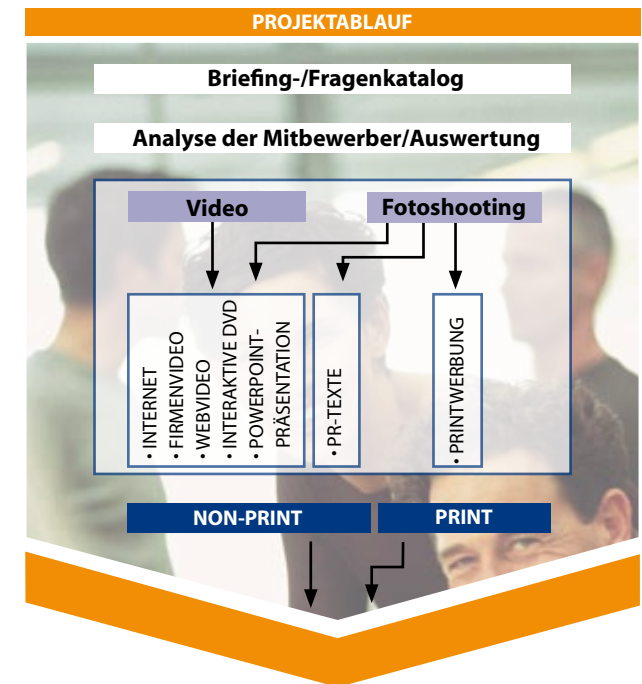 PROJEKTABLAUF
Briefing-/Fragenkatalog
Analyse der Mitbewerber/Auswertung
Video
Fotoshooting
• INTERNET
• FIRMENVIDEO
• WEBVIDEO
• INTERAKTIVE DVD
• POWERPOINT-
PRÄSENTATION
• PR-TEXTE
• PRINTWERBUNG
NON-PRINT
PRINT